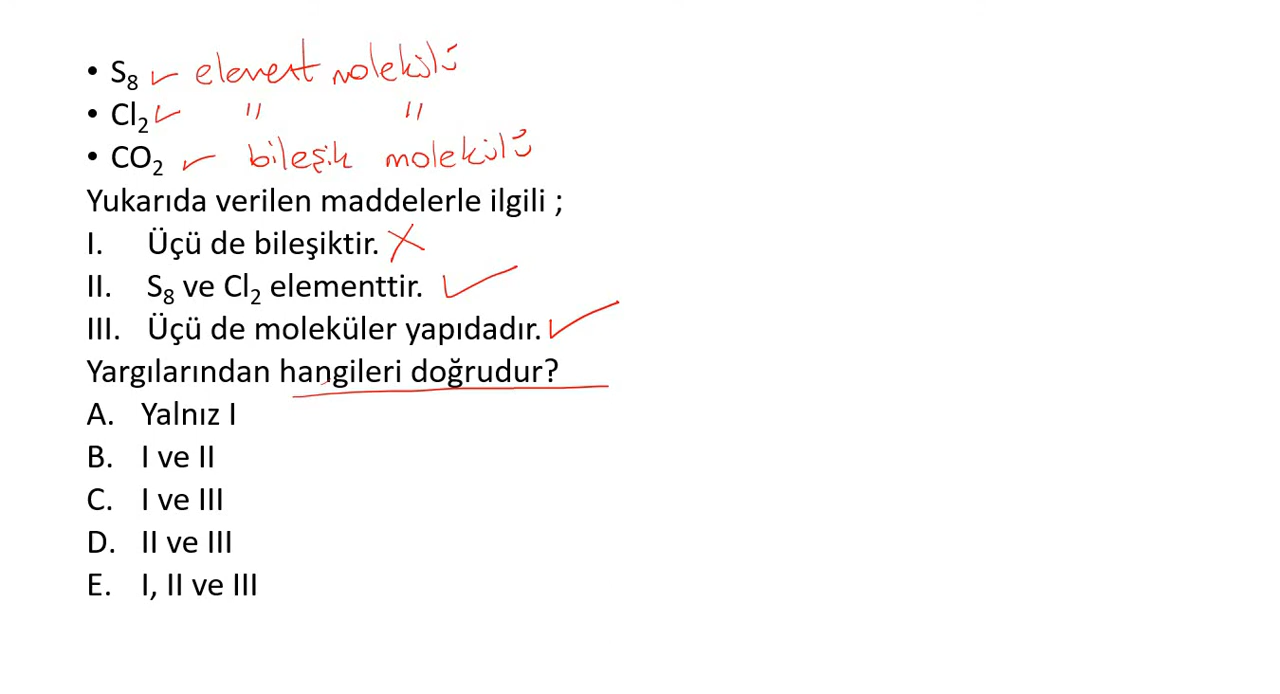 • S₈ ✓ element molekülü
• Cl₂ ✓ " "
• CO₂ ✓ bileşik molekülü
Yukarıda verilen maddelerle ilgili ;
I. Üçü de bileşiktir. ✗
II. S₈ ve Cl₂ elementtir. ✓
III. Üçü de moleküler yapıdadır. ✓
Yargılarından hangileri doğrudur?
A. Yalnız I
B. I ve II
C. I ve III
D. II ve III
E. I, II ve III